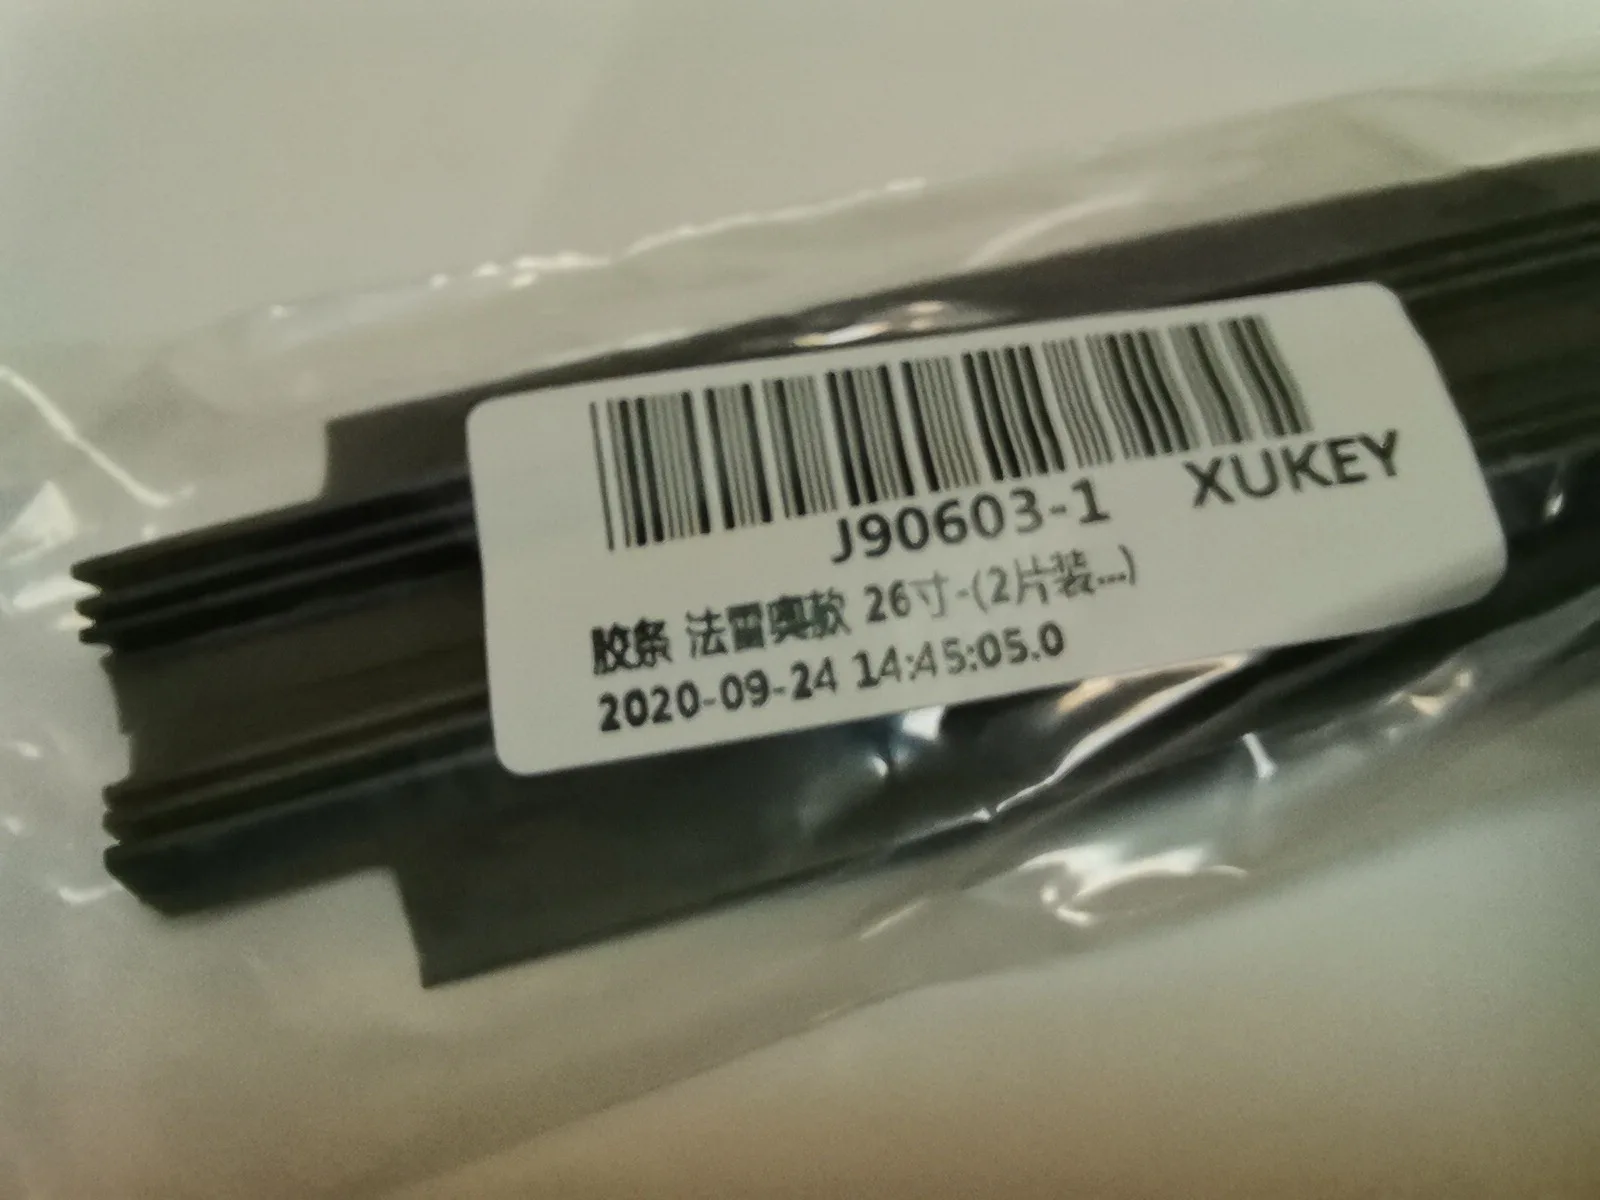 J90603-1 XUKEY
胶条 法雷奥款 26寸-(2片装...)
2020-09-24 14:45:05.0